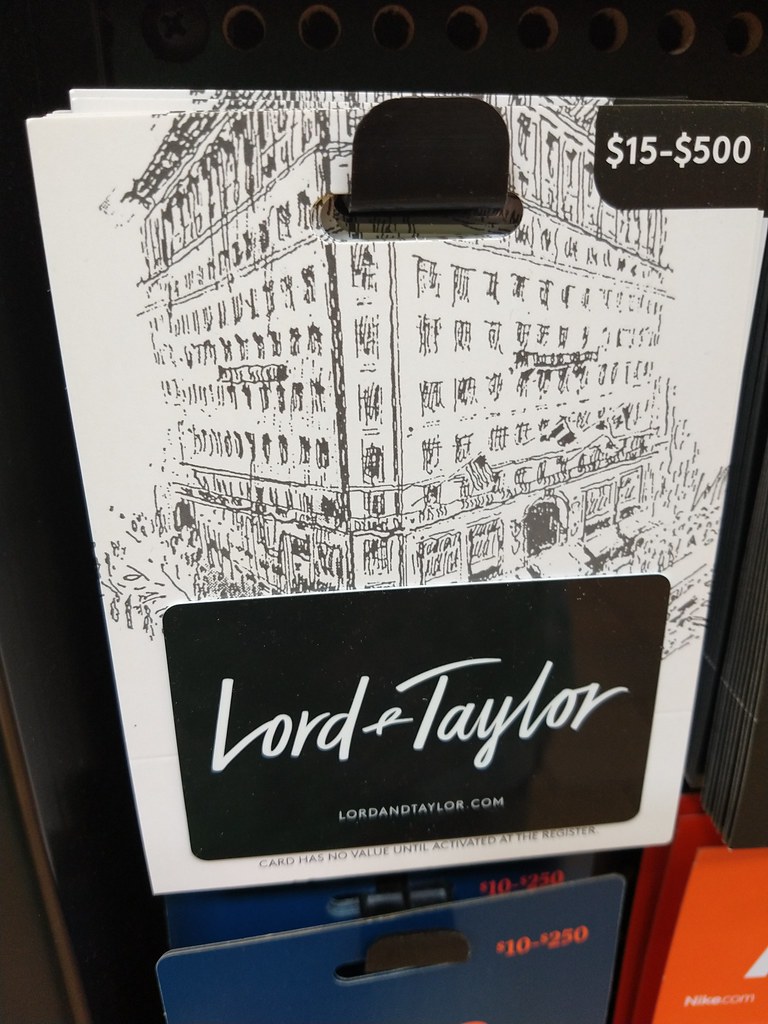 $15-$500
Lord & Taylor
LORDANDTAYLOR.COM
CARD HAS NO VALUE UNTIL ACTIVATED AT THE REGISTER.
$10-$250
$10-$250
Nike.com